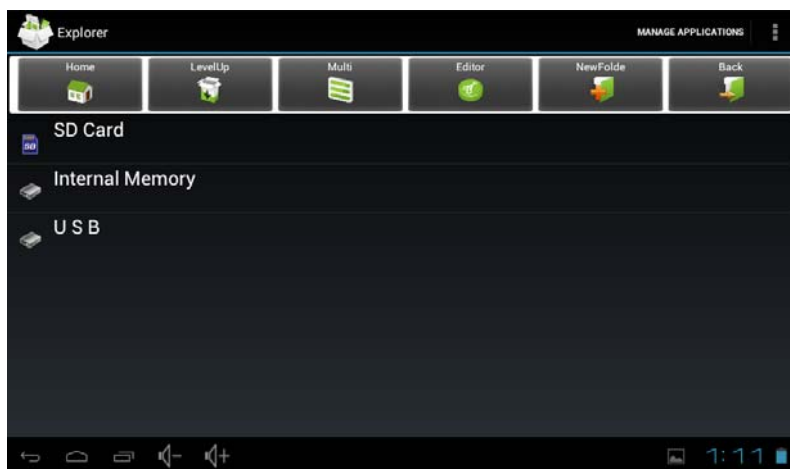 Explorer
MANAGE APPLICATIONS
Home
LevelUp
Multi
Editor
NewFolde
Back
SD Card
Internal Memory
U S B
1:11